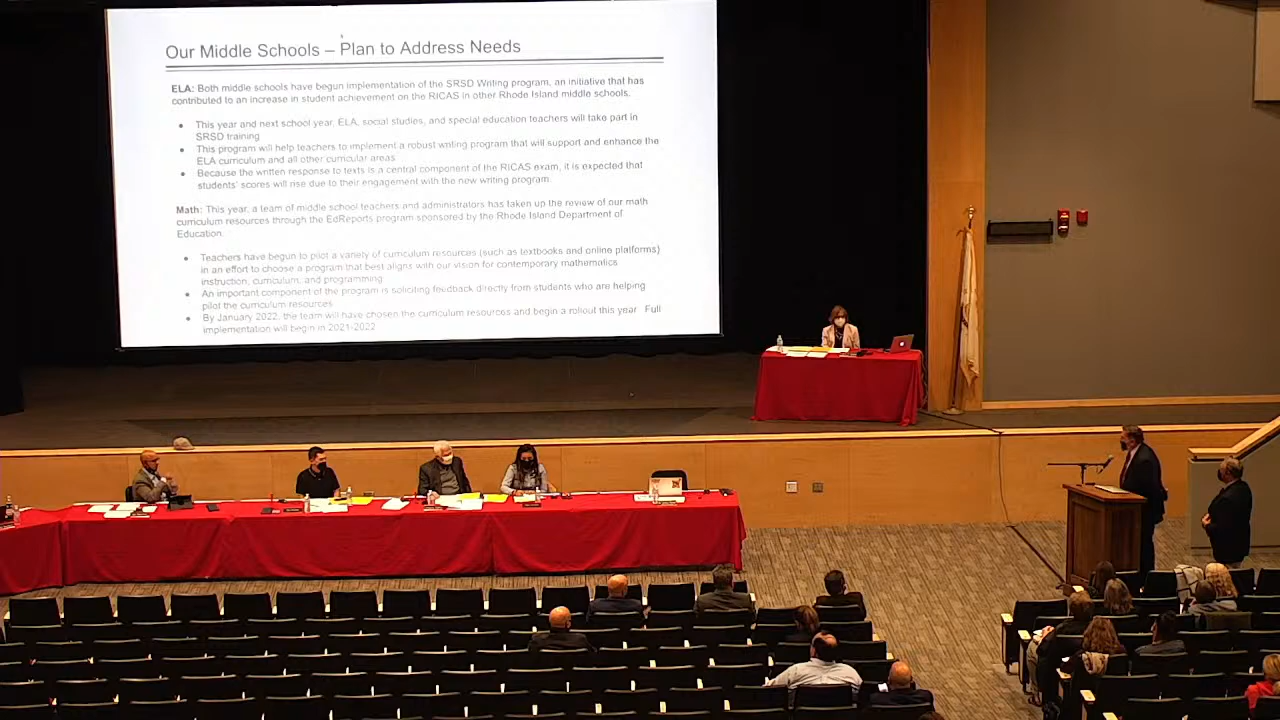 Our Middle Schools – Plan to Address Needs
ELA: Both middle schools have begun implementation of the SRSD Writing program, an initiative that has
contributed to an increase in student achievement on the RICAS in other Rhode Island middle schools.
● This year and next school year, ELA, social studies, and special education teachers will take part in
SRSD training
● This program will help teachers to implement a robust writing program that will support and enhance the
ELA curriculum and all other curricular areas
● Because the written response to texts is a central component of the RICAS exam, it is expected that
students' scores will rise due to their engagement with the new writing program.
Math: This year, a team of middle school teachers and administrators has taken up the review of our math
curriculum resources through the EdReports program sponsored by the Rhode Island Department of
Education.
● Teachers have begun to pilot a variety of curriculum resources (such as textbooks and online platforms)
in an effort to choose a program that best aligns with our vision for contemporary mathematics
instruction, curriculum, and programming
● An important component of the program is soliciting feedback directly from students who are helping
pilot the curriculum resources
● By January 2022, the team will have chosen the curriculum resources and begin a rollout this year. Full
implementation will begin in 2021-2022